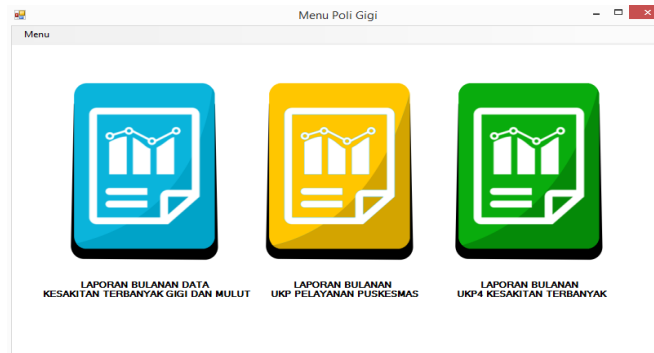 Menu Poli Gigi
Menu
LAPORAN BULANAN DATA
KESAKITAN TERBANYAK GIGI DAN MULUT
LAPORAN BULANAN
UKP PELAYANAN PUSKESMAS
LAPORAN BULANAN
UKP4 KESAKITAN TERBANYAK